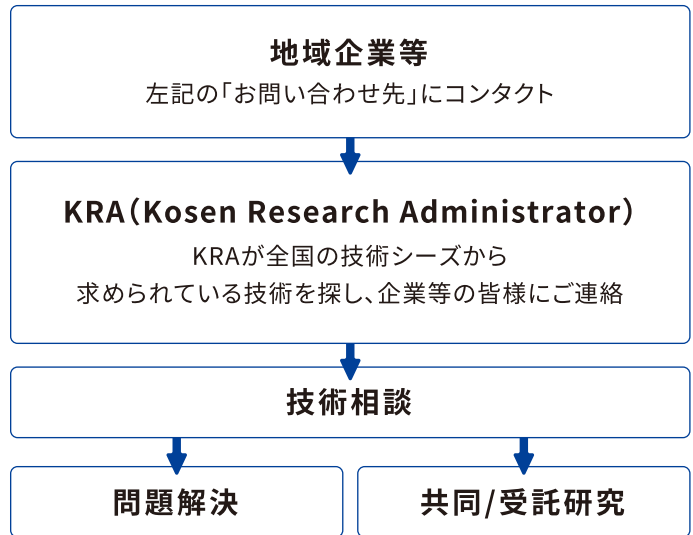 地域企業等
左記の「お問い合わせ先」にコンタクト
KRA（Kosen Research Administrator）
KRAが全国の技術シーズから
求められている技術を探し、企業等の皆様にご連絡
技術相談
問題解決
共同/受託研究